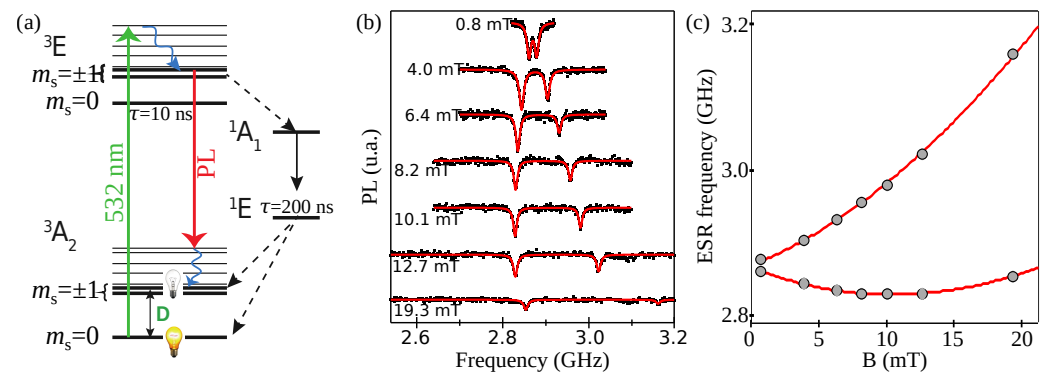 (a)
³E
mₛ=±1{
mₛ=0
τ=10 ns
532 nm
PL
¹A₁
¹E
τ=200 ns
³A₂
mₛ=±1{
D
mₛ=0
(b)
0.8 mT
4.0 mT
6.4 mT
8.2 mT
10.1 mT
12.7 mT
19.3 mT
PL (u.a.)
2.6 2.8 3.0 3.2
Frequency (GHz)
(c)
3.2
3.0
2.8
ESR frequency (GHz)
0 5 10 15 20
B (mT)